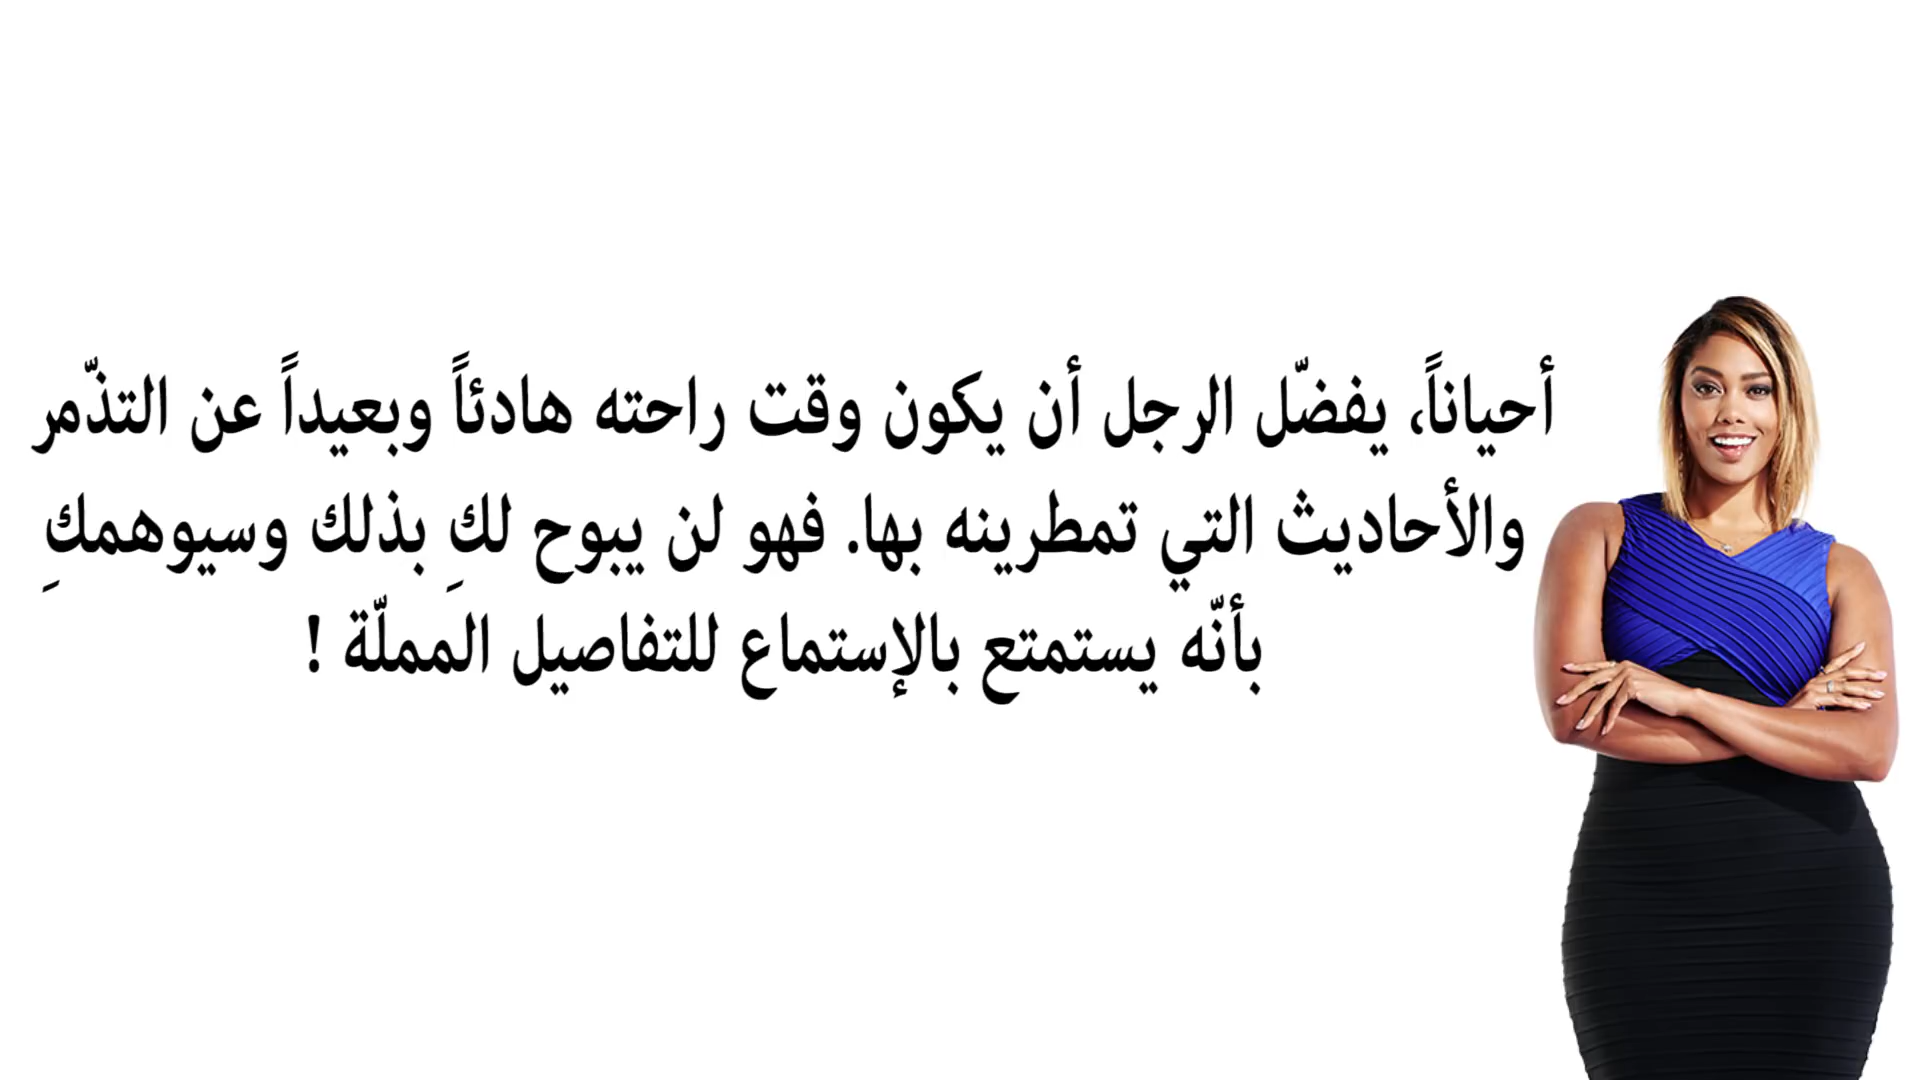 أحياناً، يفضّل الرجل أن يكون وقت راحته هادئاً وبعيداً عن التذّمر
والأحاديث التي تمطرينه بها. فهو لن يبوح لكِ بذلك وسيوهمكِ
بأنّه يستمتع بالإستماع للتفاصيل المملّة !